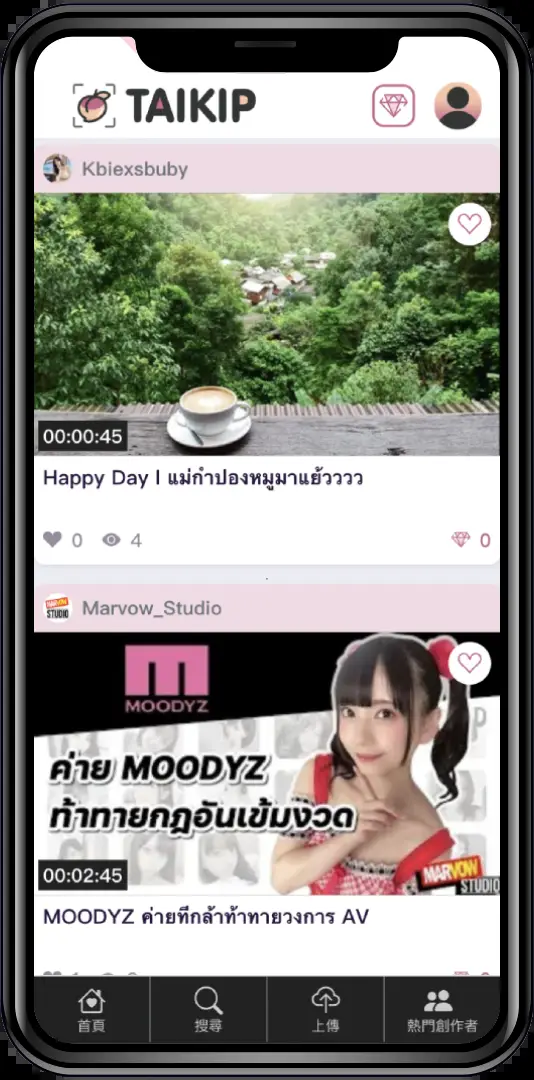 TAIKIP
Kbiexsbuby
00:00:45
Happy Day I แม่กำปองหมูมาแย้วววว
0 4 0
Marvow_Studio
MOODYZ
ค่าย MOODYZ
ท้าทายกฎอันเข้มงวด
00:02:45
MARVOW
STUDIO
MOODYZ ค่ายที่กล้าท้าทายวงการ AV
首頁 搜尋 上傳 熱門創作者